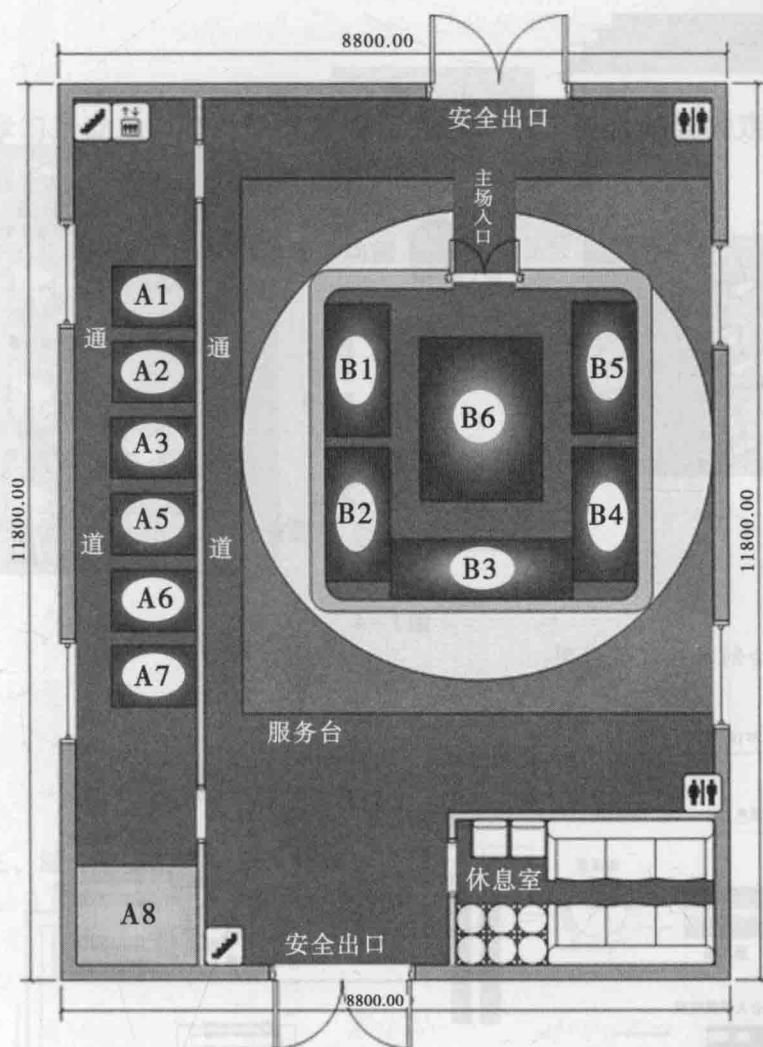 8800.00
安全出口
主场入口
A1
B1
B5
通
通
A2
B6
A3
11800.00
11800.00
B2
B4
A5
道
道
B3
A6
A7
服务台
休息室
A8
安全出口
8800.00